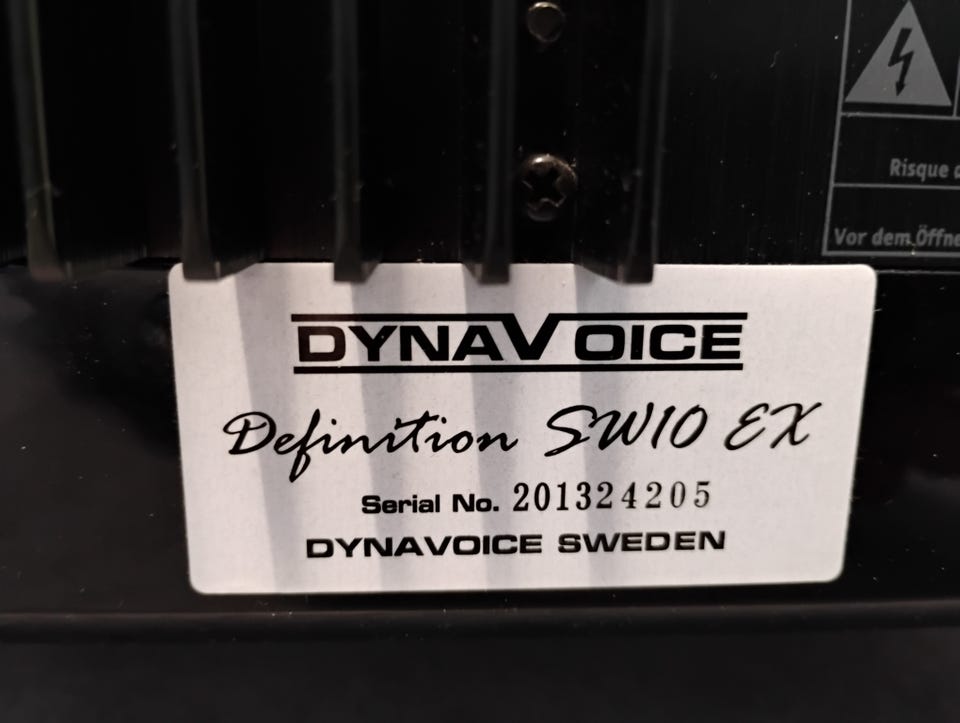 Risque
Vor dem Öffne
DYNAVOICE
Definition SW10 EX
Serial No. 201324205
DYNAVOICE SWEDEN